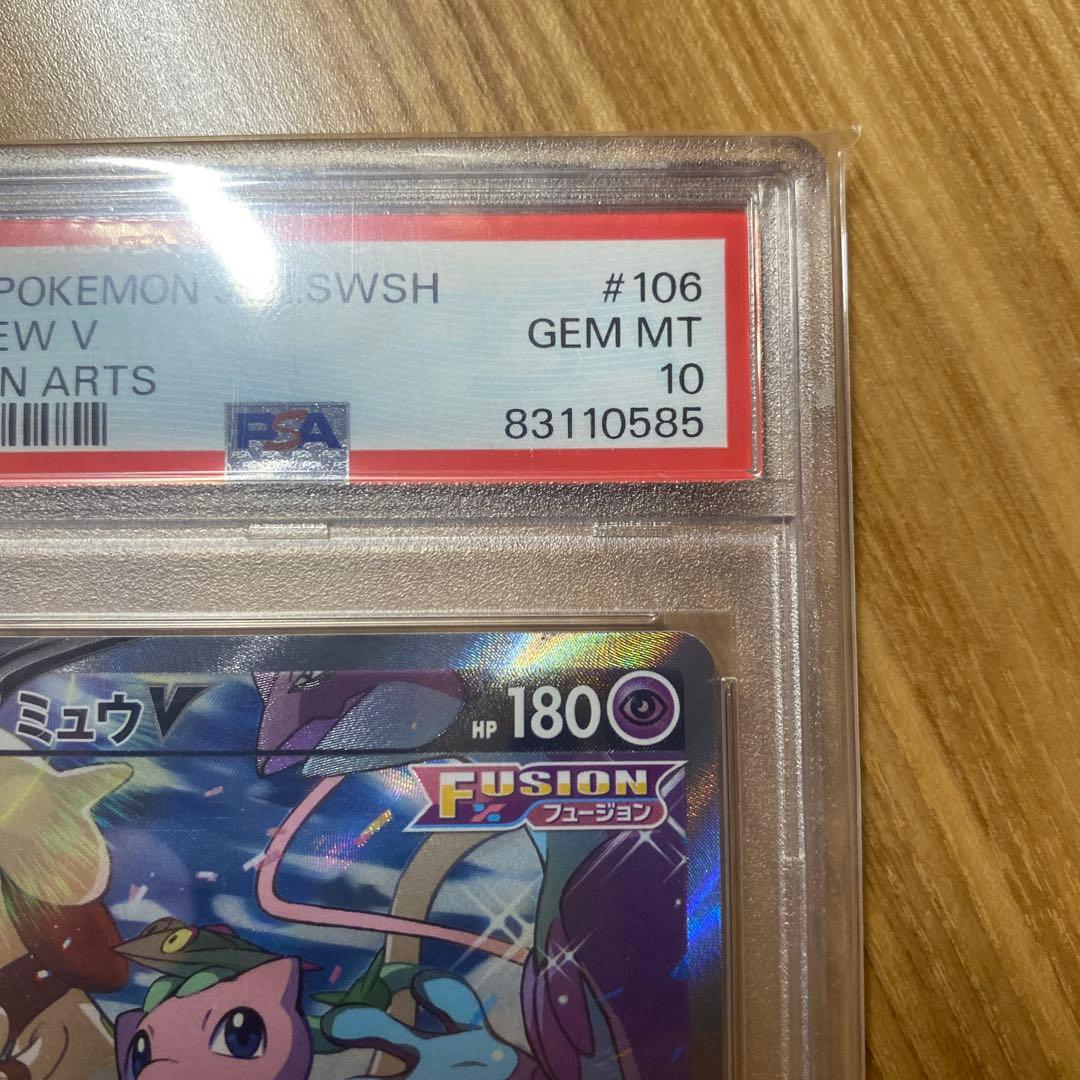 POKEMON .SWSH #106
EW V GEM MT
N ARTS 10
83110585
PSA
ミュウV HP 180
FUSION
フュージョン